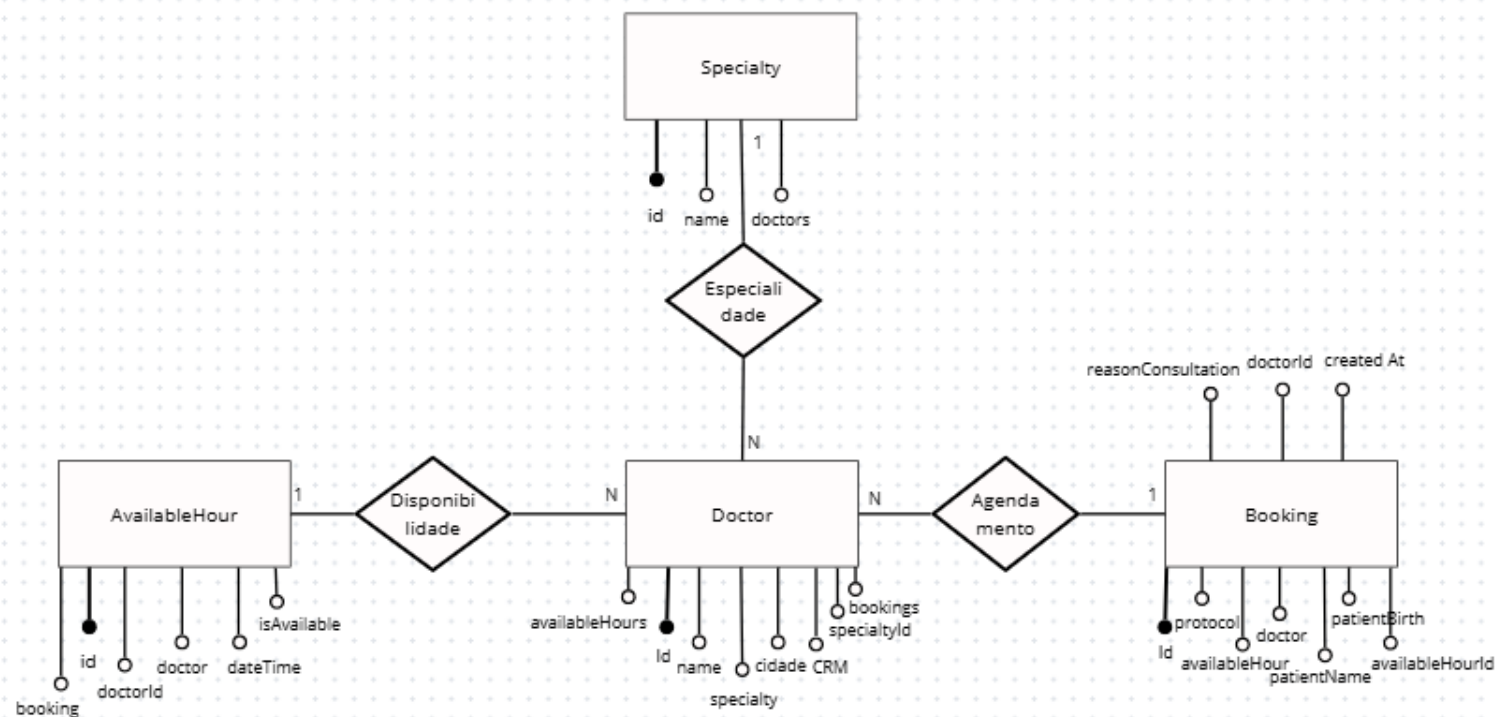 Specialty
1
id
name
doctors
Especiali
dade
N
reasonConsultation
doctorId
created At
AvailableHour
1
Disponibi
lidade
N
Doctor
N
Agenda
mento
1
Booking
booking
id
doctorId
doctor
dateTime
isAvailable
availableHours
Id
name
specialty
cidade
CRM
specialtyId
bookings
Id
protocol
availableHour
doctor
patientName
patientBirth
availableHourId